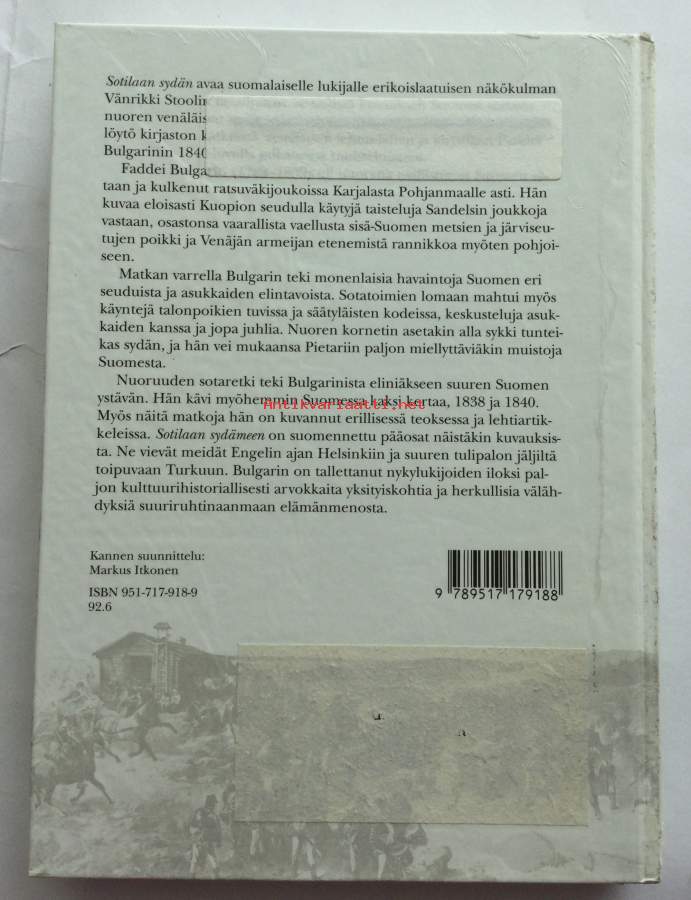 Sotilaan sydän avaa suomalaiselle lukijalle erikoislaatuisen näkökulman
Vänrikki Stoolin
nuoren venäläis
löytö kirjaston k
Bulgarinin 1840
Faddei Bulga
taan ja kulkenut ratsuväkijoukoissa Karjalasta Pohjanmaalle asti. Hän
kuvaa eloisasti Kuopion seudulla käytyjä taisteluja Sandelsin joukkoja
vastaan, osastonsa vaarallista vaellusta sisä-Suomen metsien ja järviseu-
tujen poikki ja Venäjän armeijan etenemistä rannikkoa myöten pohjoi-
seen.
Matkan varrella Bulgarin teki monenlaisia havaintoja Suomen eri
seuduista ja asukkaiden elintavoista. Sotatoimien lomaan mahtui myös
käyntejä talonpoikien tuvissa ja säätyläisten kodeissa, keskusteluja asuk-
kaiden kanssa ja jopa juhlia. Nuoren kornetin asetakin alla sykki tuntei-
kas sydän, ja hän vei mukaansa Pietariin paljon miellyttäviäkin muistoja
Suomesta.
Nuoruuden sotaretki teki Bulgarinista eliniäkseen suuren Suomen
ystävän. Hän kävi myöhemmin Suomessa kaksi kertaa, 1838 ja 1840.
Antikvariaatti.net
Myös näitä matkoja hän on kuvannut erillisessä teoksessa ja lehtiartik-
keleissa. Sotilaan sydämeen on suomennettu pääosat näistäkin kuvauksis-
ta. Ne vievät meidät Engelin ajan Helsinkiin ja suuren tulipalon jäljiltä
toipuvaan Turkuun. Bulgarin on tallettanut nykylukijoiden iloksi pal-
jon kulttuurihistoriallisesti arvokkaita yksityiskohtia ja herkullisia väläh-
dyksiä suuriruhtinaanmaan elämänmenosta.
Kannen suunnittelu:
Markus Itkonen
ISBN 951-717-918-9
92.6
9 789517 179188